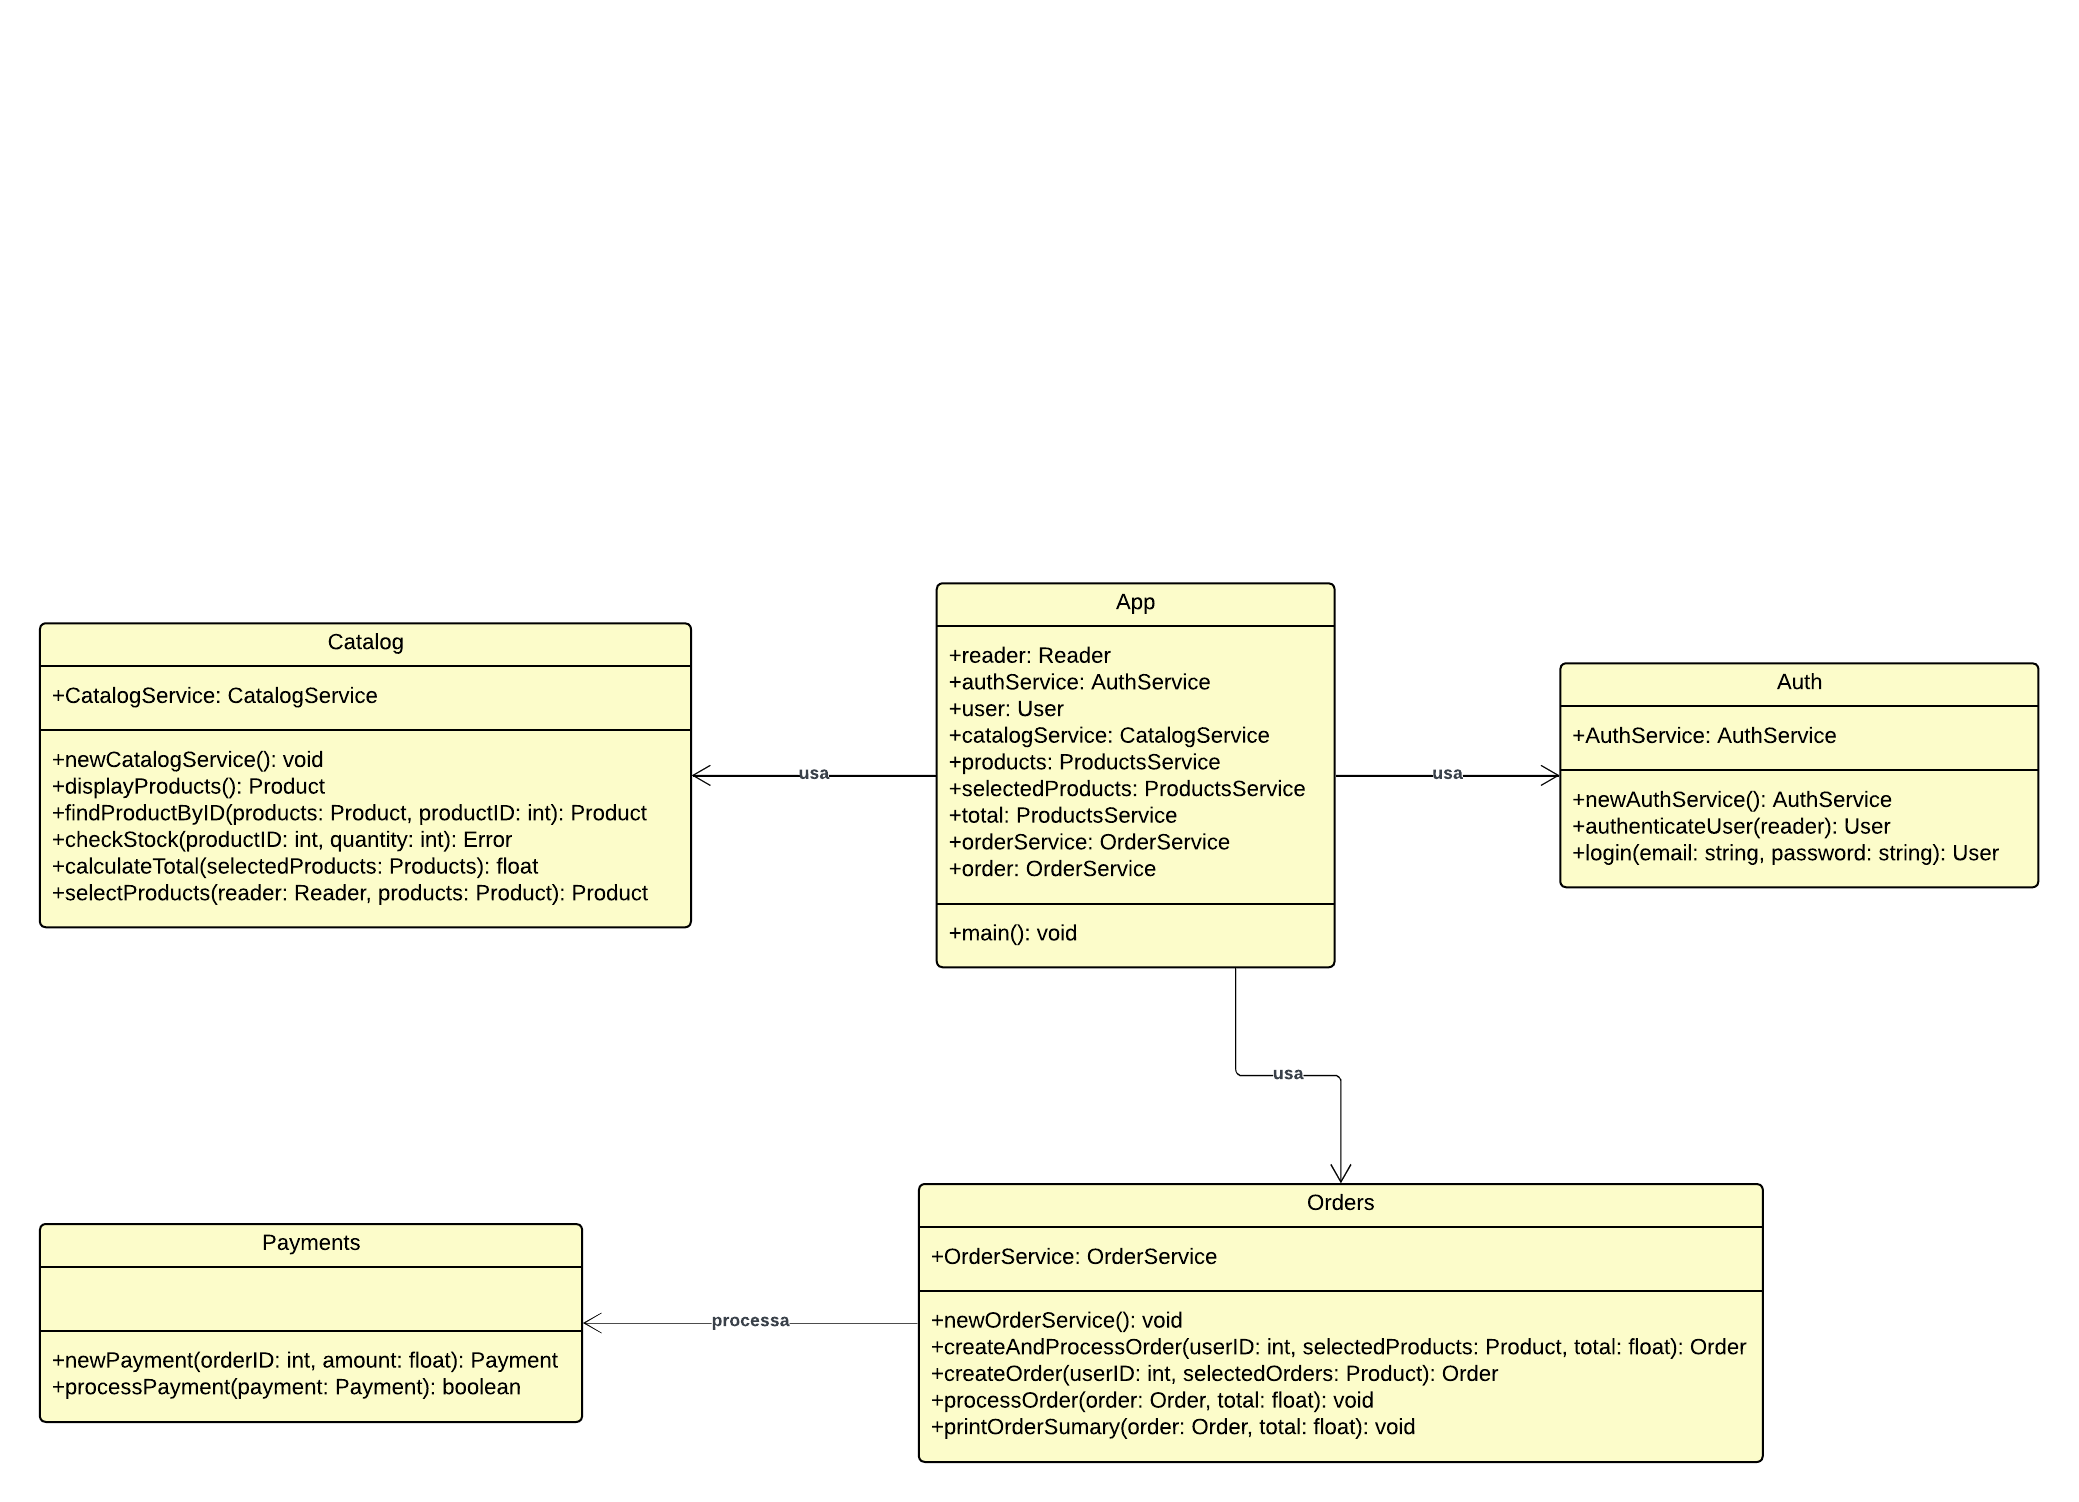 App
+reader: Reader
+authService: AuthService
+user: User
+catalogService: CatalogService
+products: ProductsService
+selectedProducts: ProductsService
+total: ProductsService
+orderService: OrderService
+order: OrderService
+main(): void
Catalog
+CatalogService: CatalogService
+newCatalogService(): void
+displayProducts(): Product
+findProductByID(products: Product, productID: int): Product
+checkStock(productID: int, quantity: int): Error
+calculateTotal(selectedProducts: Products): float
+selectProducts(reader: Reader, products: Product): Product
usa
usa
Auth
+AuthService: AuthService
+newAuthService(): AuthService
+authenticateUser(reader): User
+login(email: string, password: string): User
usa
Orders
+OrderService: OrderService
+newOrderService(): void
+createAndProcessOrder(userID: int, selectedProducts: Product, total: float): Order
+createOrder(userID: int, selectedOrders: Product): Order
+processOrder(order: Order, total: float): void
+printOrderSumary(order: Order, total: float): void
processa
Payments
+newPayment(orderID: int, amount: float): Payment
+processPayment(payment: Payment): boolean